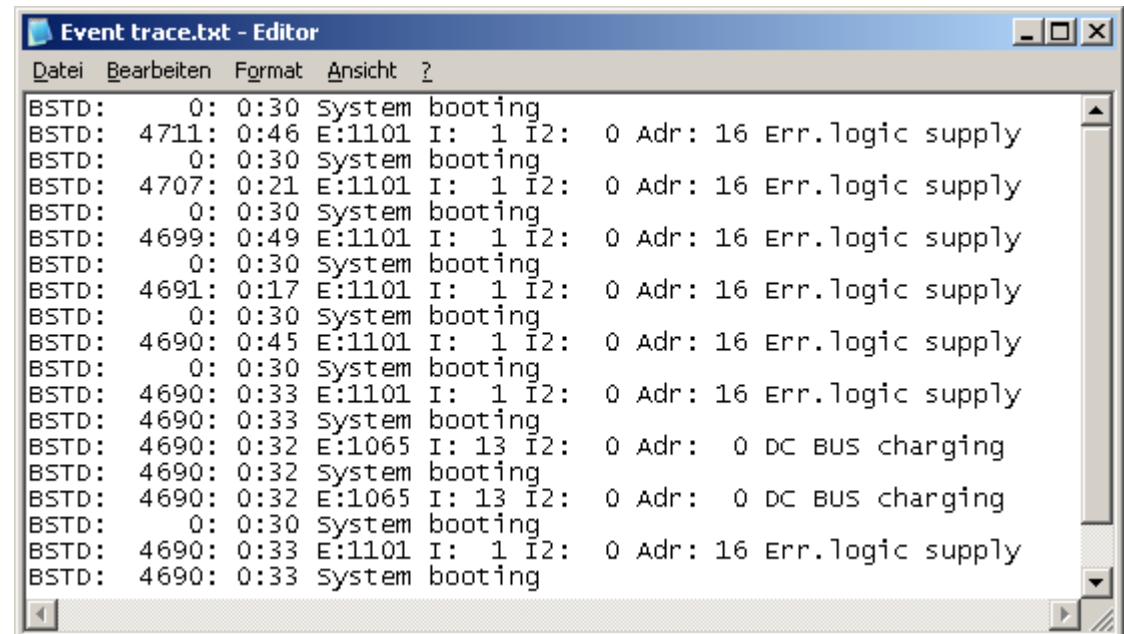 Event trace.txt - Editor
Datei Bearbeiten Format Ansicht ?
BSTD:     0: 0:30 System booting
BSTD:  4711: 0:46 E:1101 I:  1 I2:  0 Adr: 16 Err.logic supply
BSTD:     0: 0:30 System booting
BSTD:  4707: 0:21 E:1101 I:  1 I2:  0 Adr: 16 Err.logic supply
BSTD:     0: 0:30 System booting
BSTD:  4699: 0:49 E:1101 I:  1 I2:  0 Adr: 16 Err.logic supply
BSTD:     0: 0:30 System booting
BSTD:  4691: 0:17 E:1101 I:  1 I2:  0 Adr: 16 Err.logic supply
BSTD:     0: 0:30 System booting
BSTD:  4690: 0:45 E:1101 I:  1 I2:  0 Adr: 16 Err.logic supply
BSTD:     0: 0:30 System booting
BSTD:  4690: 0:33 E:1101 I:  1 I2:  0 Adr: 16 Err.logic supply
BSTD:  4690: 0:33 System booting
BSTD:  4690: 0:32 E:1065 I: 13 I2:  0 Adr:  0 DC BUS charging
BSTD:  4690: 0:32 System booting
BSTD:  4690: 0:32 E:1065 I: 13 I2:  0 Adr:  0 DC BUS charging
BSTD:     0: 0:30 System booting
BSTD:  4690: 0:33 E:1101 I:  1 I2:  0 Adr: 16 Err.logic supply
BSTD:  4690: 0:33 System booting